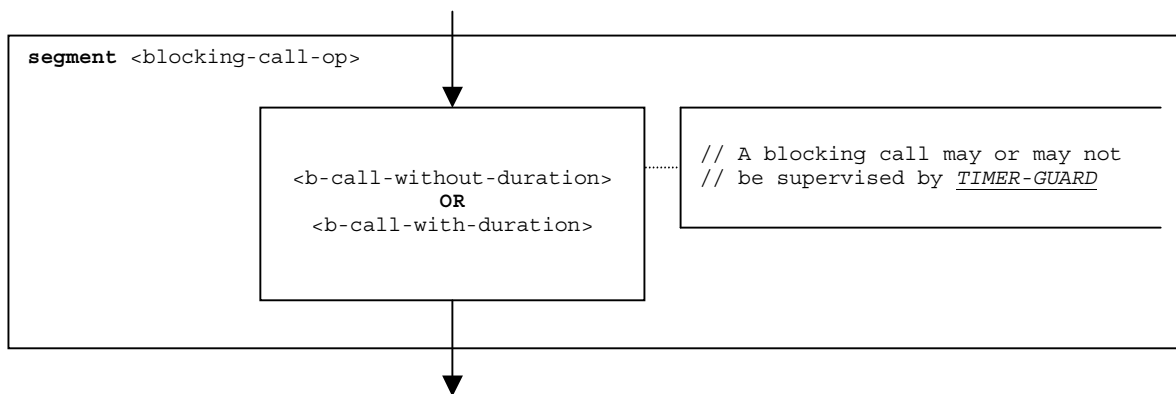 segment <blocking-call-op>
<b-call-without-duration>
OR
<b-call-with-duration>
// A blocking call may or may not
// be supervised by TIMER-GUARD